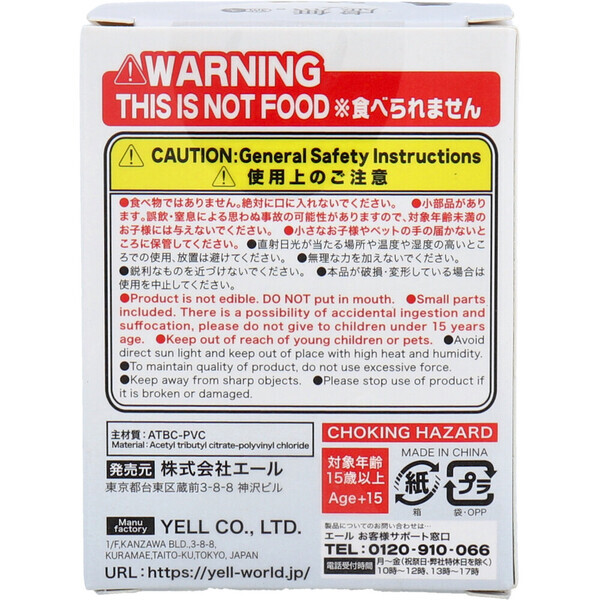 WARNING
THIS IS NOT FOOD ※食べられません
CAUTION:General Safety Instructions
使用上のご注意
●食べ物ではありません。絶対に口に入れないでください。 ●小部品があり
ます。誤飲・窒息による思わぬ事故の可能性がありますので、対象年齢未満の
お子様には与えないでください。 ●小さなお子様やペットの手の届かない
ところに保管してください。 ●直射日光が当たる場所や温度や湿度の高いとこ
ろでの使用、放置は避けてください。 ●無理な力を加えないでください。
●鋭利なものを近づけないでください。 ●本品が破損・変形している場合は
使用を中止してください。
●Product is not edible. DO NOT put in mouth. ●Small parts
included. There is a possibility of accidental ingestion and
suffocation, please do not give to children under 15 years
age. ●Keep out of reach of young children or pets. ●Avoid
direct sun light and keep out of place with high heat and humidity.
●To maintain quality of product, do not use excessive force.
●Keep away from sharp objects. ●Please stop use of product if
it is broken or damaged.
主材質：ATBC-PVC
Material: Acetyl tributyl citrate-polyvinyl chloride
CHOKING HAZARD
発売元 株式会社エール
東京都台東区蔵前3-8-8 神沢ビル
対象年齢
15歳以上
Age+15
MADE IN CHINA
紙 プラ
箱 袋・OPP
Manu
factory YELL CO., LTD.
1/F,KANZAWA BLD.,3-8-8,
KURAMAE,TAITO-KU,TOKYO, JAPAN
URL：https://yell-world.jp/
製品についてのお問い合わせは…
エール お客様サポート窓口
TEL：0120-910-066
電話受付時間 月〜金（祝祭日・弊社特休日を除く）
10時〜12時、13時〜17時